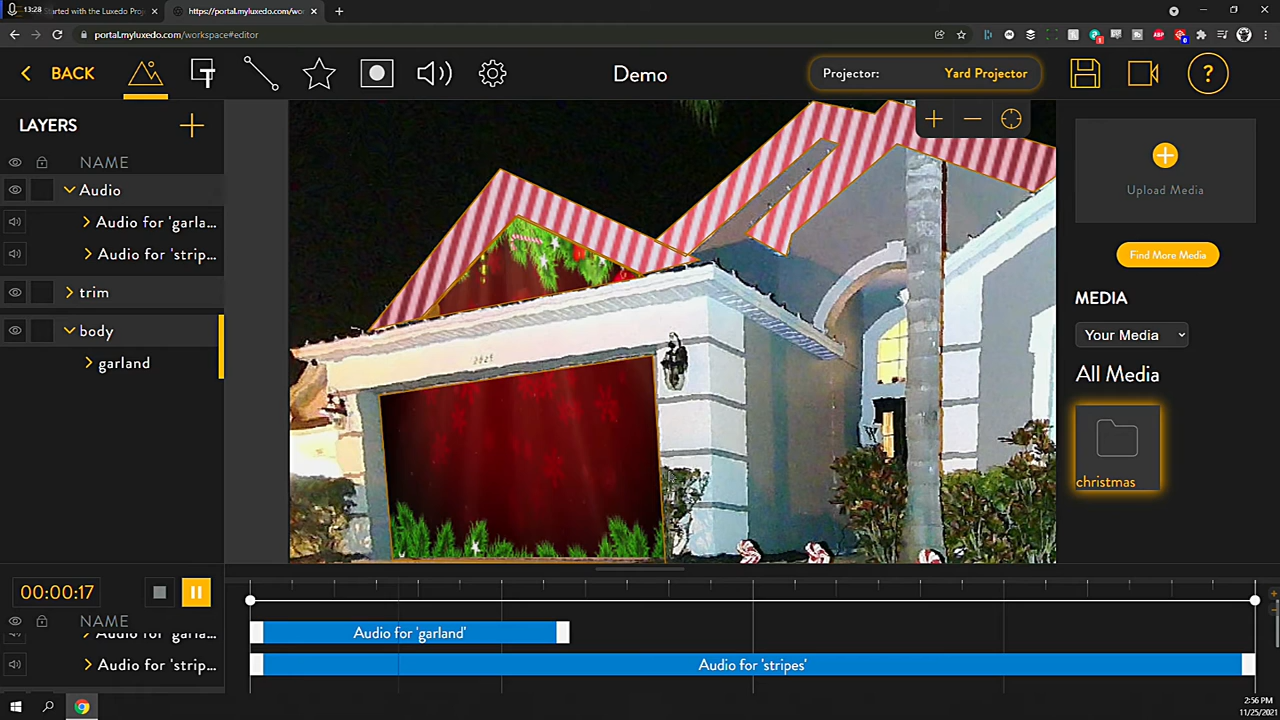 13:28
Started with the Luxedo Proj
https://portal.myluxedo.com/wo
portal.myluxedo.com/workspace#editor
BACK
T
Demo
Projector: Yard Projector
?
LAYERS
NAME
Audio
Audio for 'garla...
Audio for 'strip...
trim
body
garland
2825
Upload Media
Find More Media
MEDIA
Your Media
All Media
christmas
00:00:17
NAME
Audio for 'garla...
Audio for 'strip...
Audio for 'garland'
Audio for 'stripes'
2:56 PM
11/25/2021